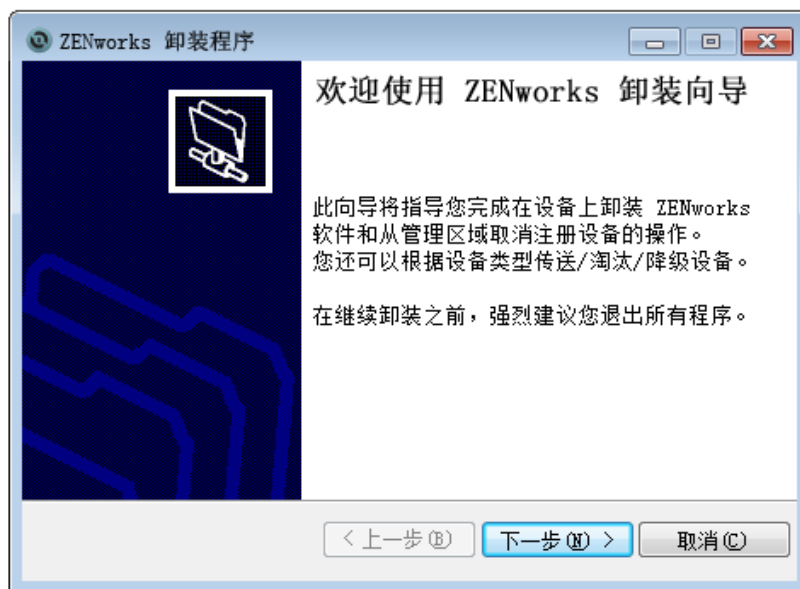 ZENworks 卸装程序
欢迎使用 ZENworks 卸装向导
此向导将指导您完成在设备上卸装 ZENworks
软件和从管理区域取消注册设备的操作。
您还可以根据设备类型传送/淘汰/降级设备。
在继续卸装之前，强烈建议您退出所有程序。
< 上一步(B)
下一步(N) >
取消(C)